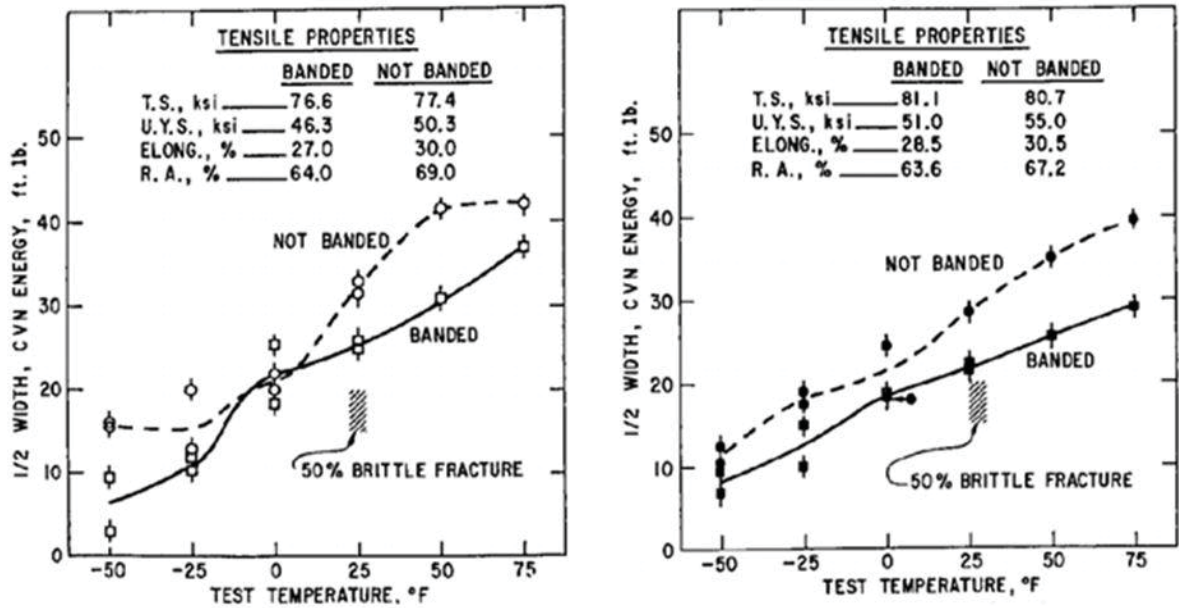 TENSILE PROPERTIES
BANDED NOT BANDED
T.S., ksi 76.6 77.4
U.Y.S., ksi 46.3 50.3
ELONG., % 27.0 30.0
R. A., % 64.0 69.0
1/2 WIDTH, CVN ENERGY, ft. lb.
50
40
30
20
10
0
NOT BANDED
BANDED
50% BRITTLE FRACTURE
-50 -25 0 25 50 75
TEST TEMPERATURE, °F
TENSILE PROPERTIES
BANDED NOT BANDED
T.S., ksi 81.1 80.7
U.Y.S., ksi 51.0 55.0
ELONG., % 28.5 30.5
R. A., % 63.6 67.2
1/2 WIDTH, CVN ENERGY, ft. lb.
50
40
30
20
10
0
NOT BANDED
BANDED
50% BRITTLE FRACTURE
-50 -25 0 25 50 75
TEST TEMPERATURE, °F